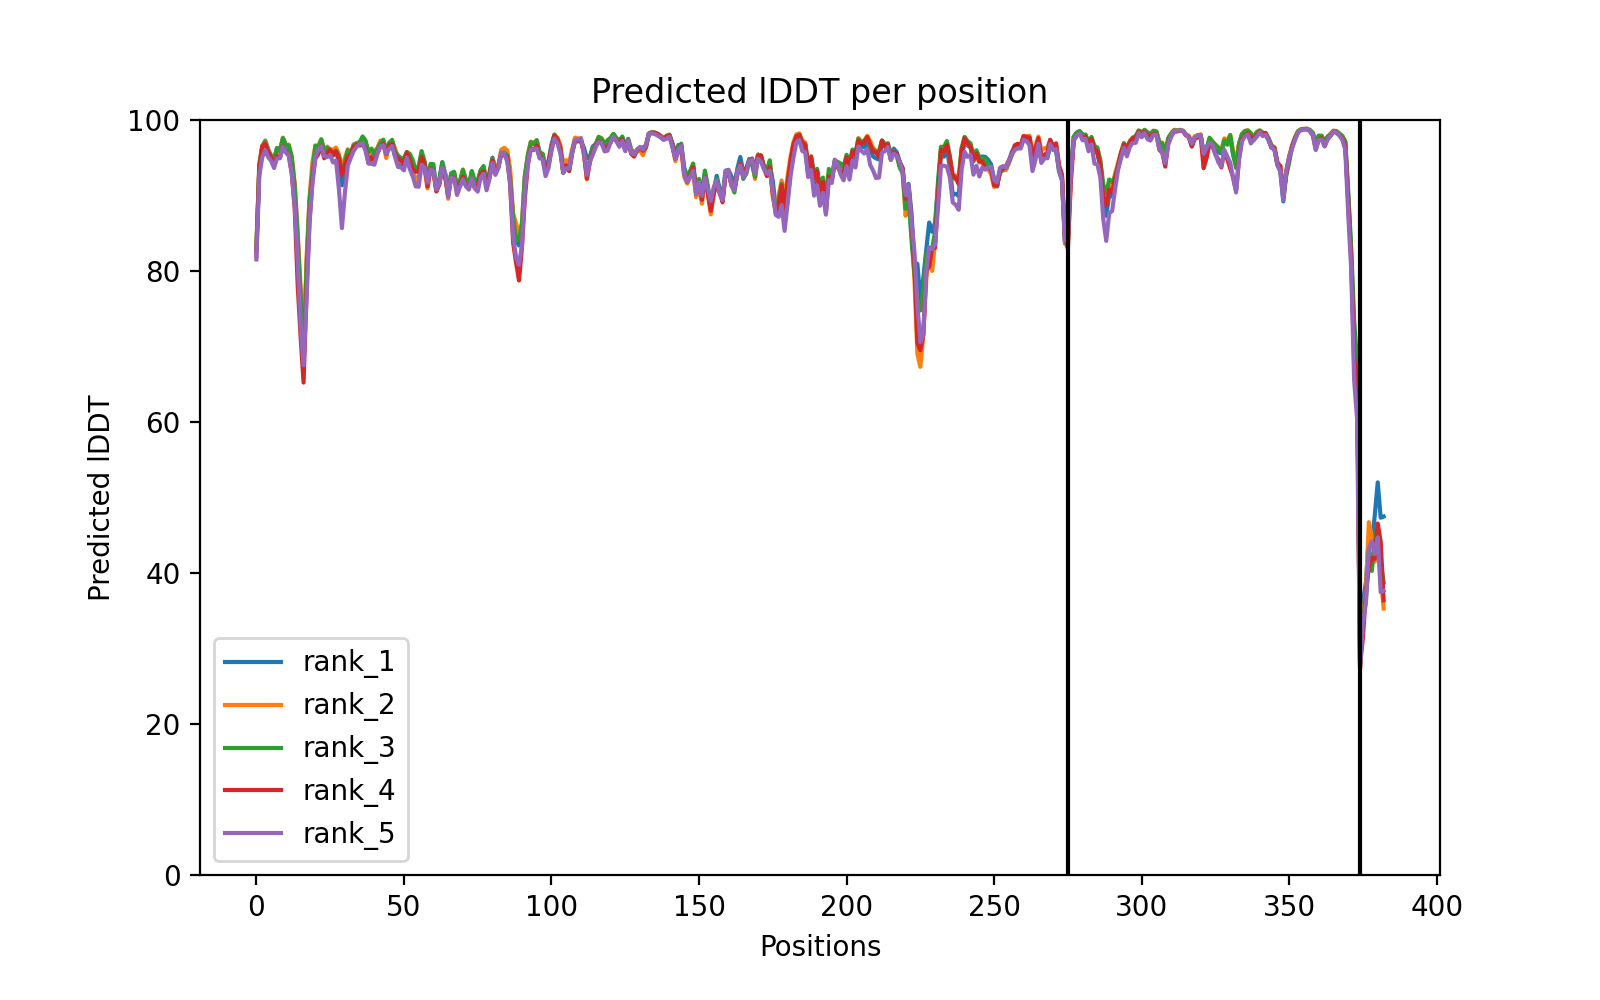 Predicted lDDT per position
100
80
60
40
20
0
Predicted lDDT
rank_1
rank_2
rank_3
rank_4
rank_5
0 50 100 150 200 250 300 350 400
Positions